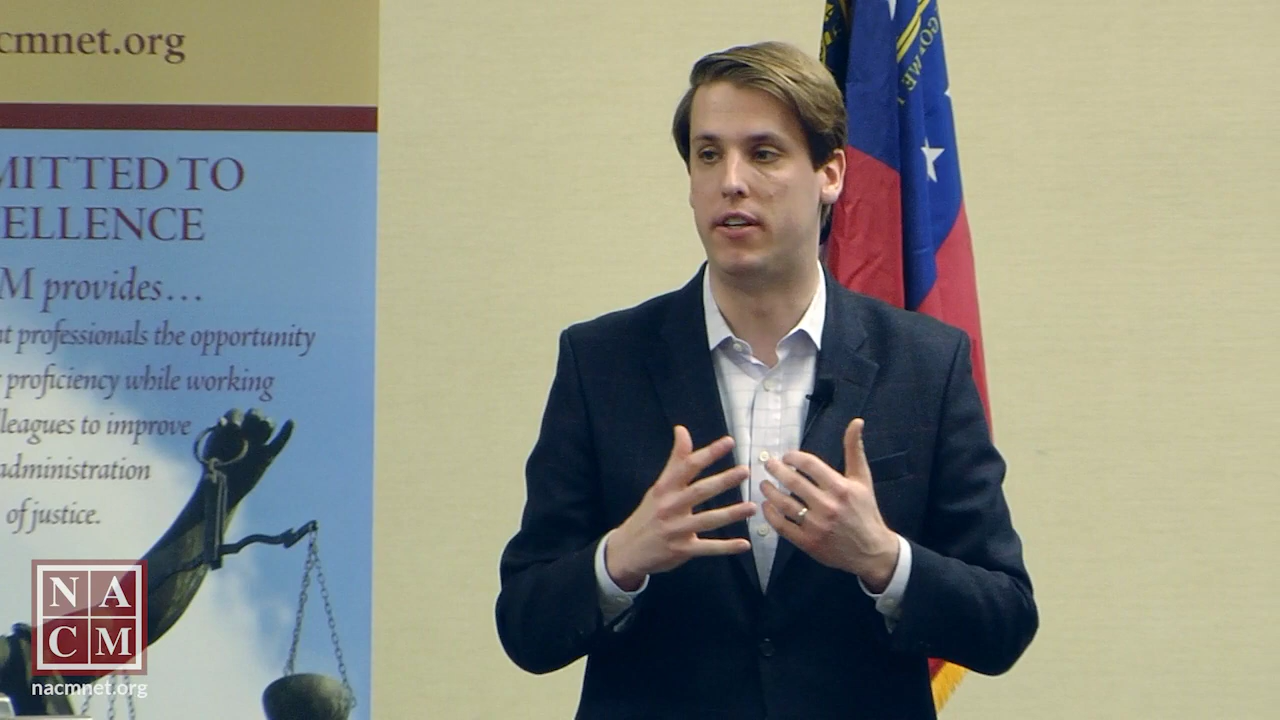 cmnet.org
MITTED TO
ELLENCE
M provides...
t professionals the opportunity
proficiency while working
leagues to improve
administration
of justice.
NA
CM
nacmnet.org